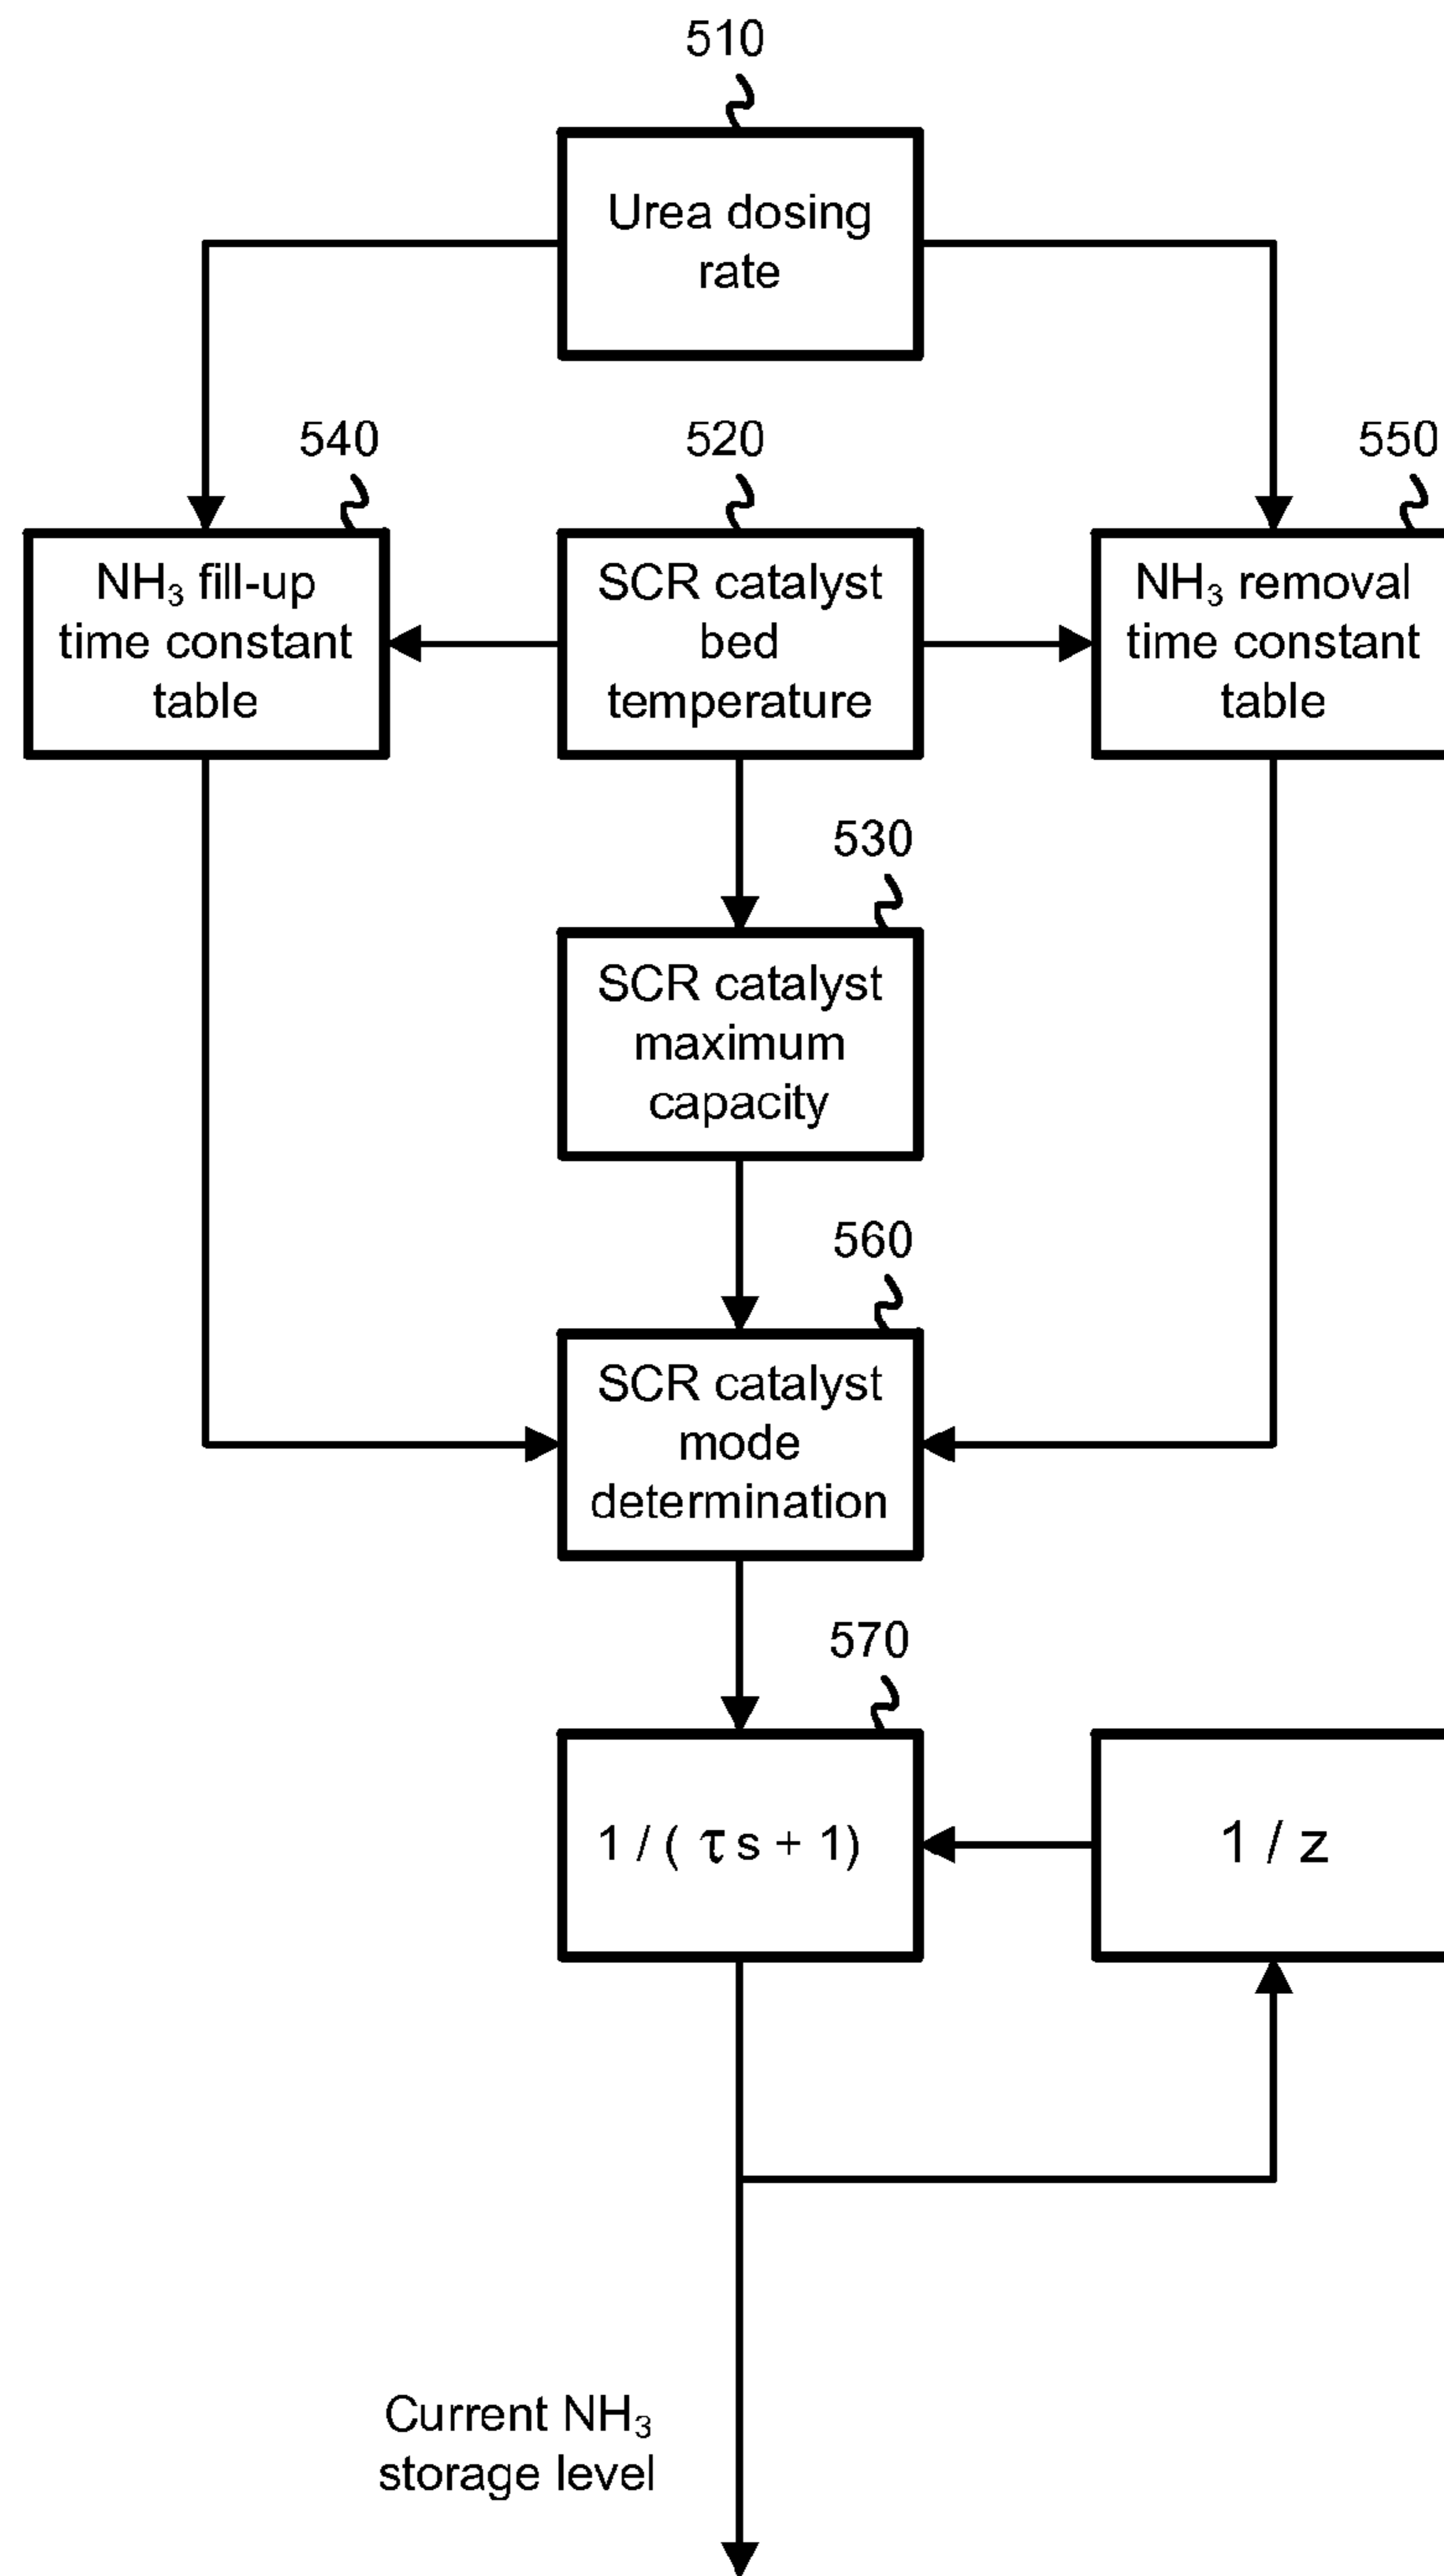 510
Urea dosing
rate
540
520
550
NH₃ fill-up
time constant
table
SCR catalyst
bed
temperature
NH₃ removal
time constant
table
530
SCR catalyst
maximum
capacity
560
SCR catalyst
mode
determination
570
1 / ( τ s + 1)
1 / z
Current NH₃
storage level